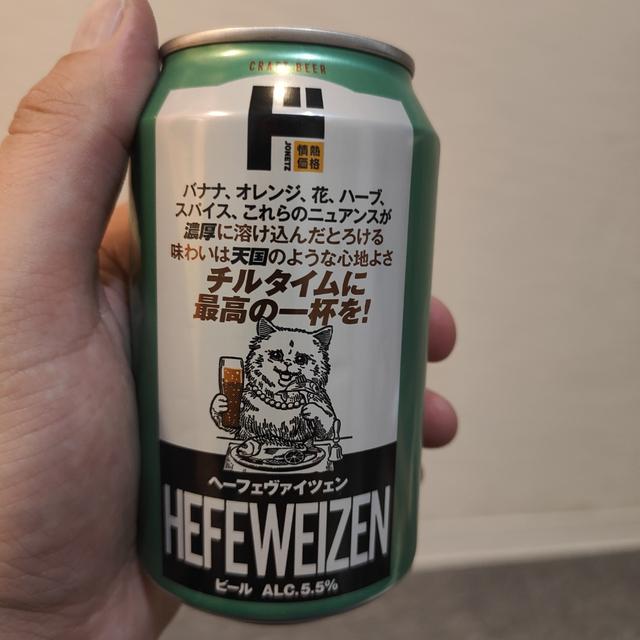 CRAFT BEER
ド
JONETZ
情熱
価格
バナナ、オレンジ、花、ハーブ、
スパイス、これらのニュアンスが
濃厚に溶け込んだとろける
味わいは天国のような心地よさ
チルタイムに
最高の一杯を!
ヘーフェヴァイツェン
HEFEWEIZEN
ビール ALC.5.5%